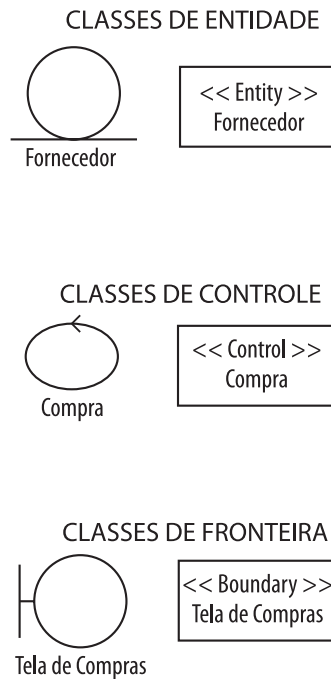 CLASSES DE ENTIDADE
Fornecedor
<< Entity >>
Fornecedor
CLASSES DE CONTROLE
Compra
<< Control >>
Compra
CLASSES DE FRONTEIRA
Tela de Compras
<< Boundary >>
Tela de Compras